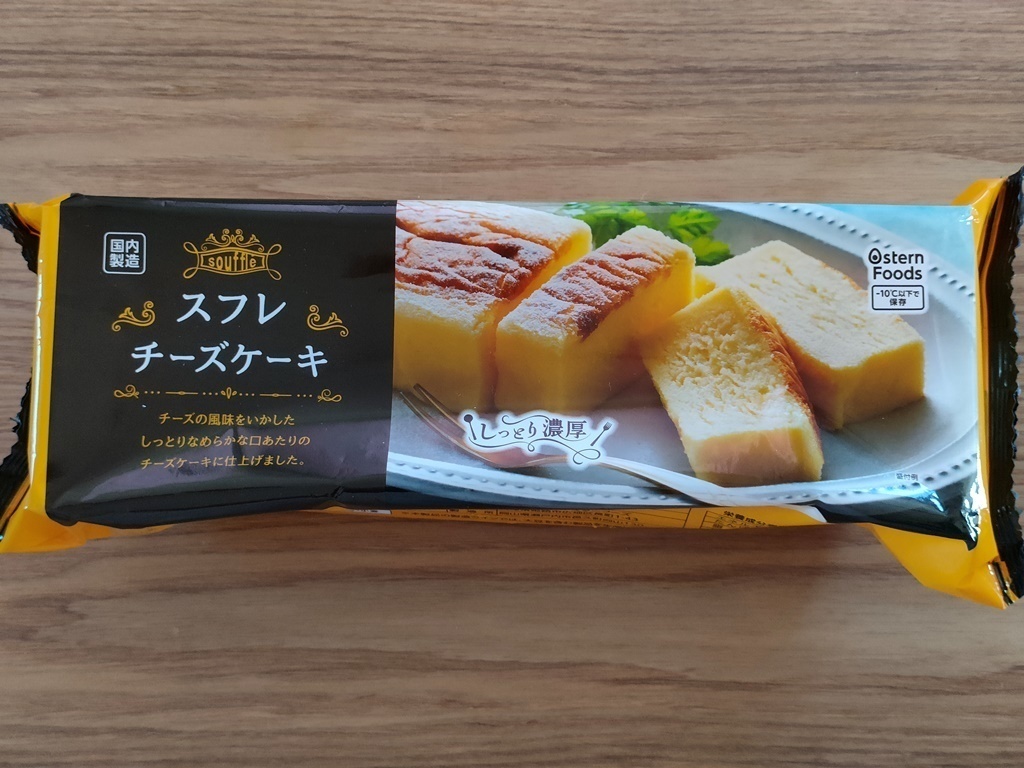 国内
製造
souffle
スフレ
チーズケーキ
チーズの風味をいかした
しっとりなめらかな口あたりの
チーズケーキに仕上げました。
しっとり濃厚
Ostern
Foods
-10℃以下で
保存
盛付例